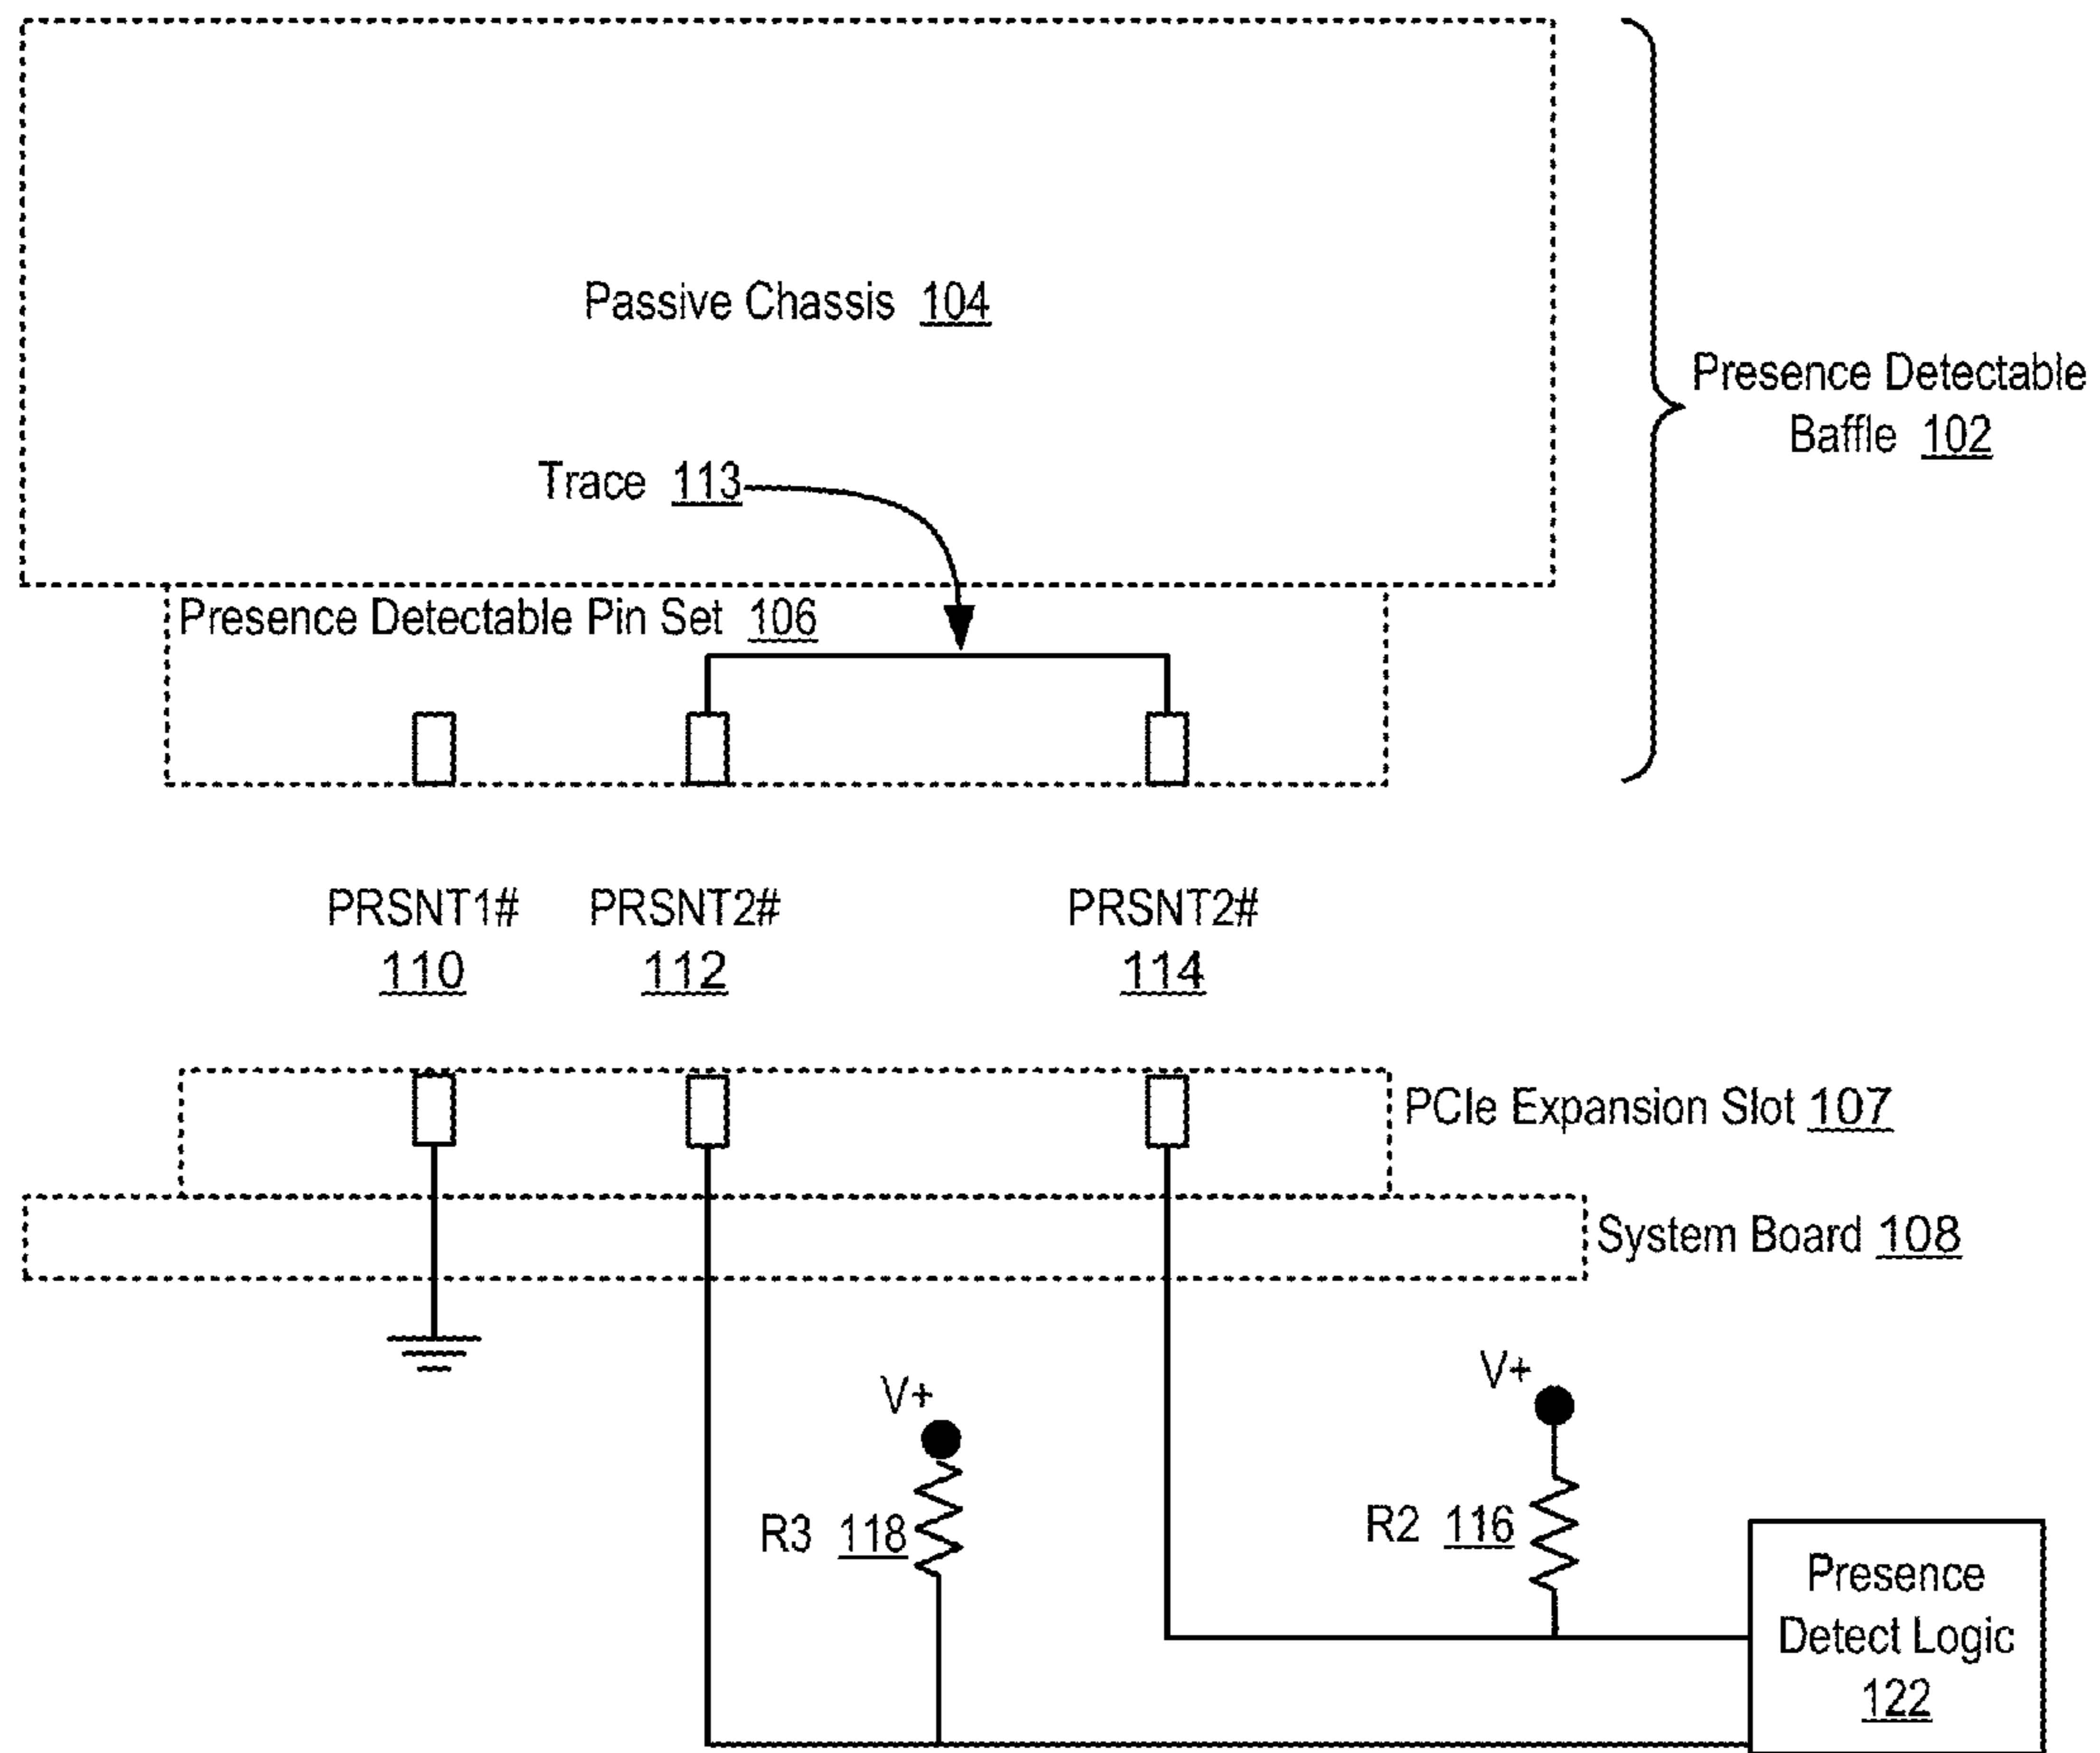 Passive Chassis 104
Presence Detectable
Baffle 102
Trace 113
Presence Detectable Pin Set 106
PRSNT1#
110
PRSNT2#
112
PRSNT2#
114
PCIe Expansion Slot 107
System Board 108
V+
V+
R3 118
R2 116
Presence
Detect Logic
122